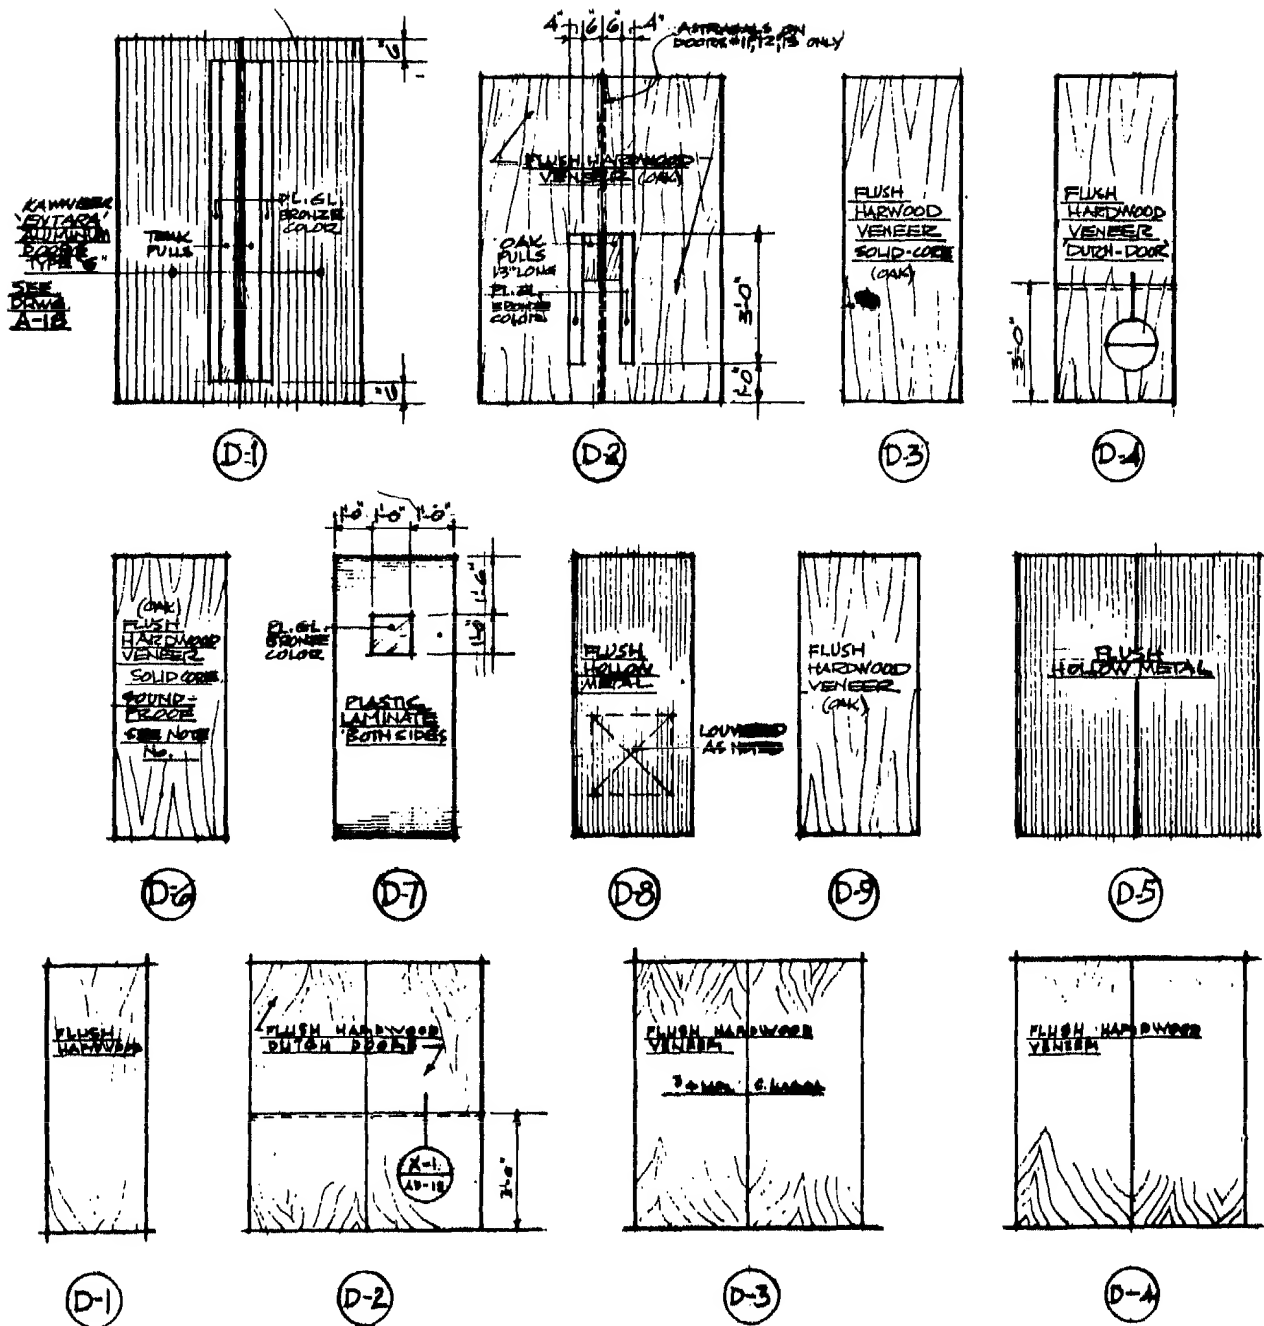 4" 6" 6" 4"
ASTRAGALS ON
DOORS #11, 12, 13 ONLY
KAWNEER
'ENTARA'
ALUMINUM
DOORS
TYPE
SEE
DRWG
A-18
TEAK
PULLS
PL. GL.
BRONZE
COLOR
FLUSH HARDWOOD
VENEER (OAK)
OAK
PULLS
13" LONG
PL. GL.
BRONZE
COLOR
3'-0"
1'-0"
FLUSH
HARWOOD
VENEER
SOLID-CORE
(OAK)
FLUSH
HARDWOOD
VENEER
'DUTCH-DOOR'
3'-0"
D-1
D-2
D-3
D-4
1'-0" 1'-0" 1'-0"
1'-6"
1'-0"
(OAK)
FLUSH
HARDWOOD
VENEER
SOLID CORE
SOUND-
PROOF
SEE NOTE
No.
PL. GL.
BRONZE
COLOR
PLASTIC
LAMINATE
BOTH SIDES
FLUSH
HOLLOW
METAL
LOUVERED
AS NOTED
FLUSH
HARDWOOD
VENEER
(OAK)
FLUSH
HOLLOW METAL
D-6
D-7
D-8
D-9
D-5
FLUSH
HARDWOOD
FLUSH HARDWOOD
DUTCH DOORS
X-1
AD-18
FLUSH HARDWOOD
VENEER
FLUSH HARDWOOD
VENEER
D-1
D-2
D-3
D-4